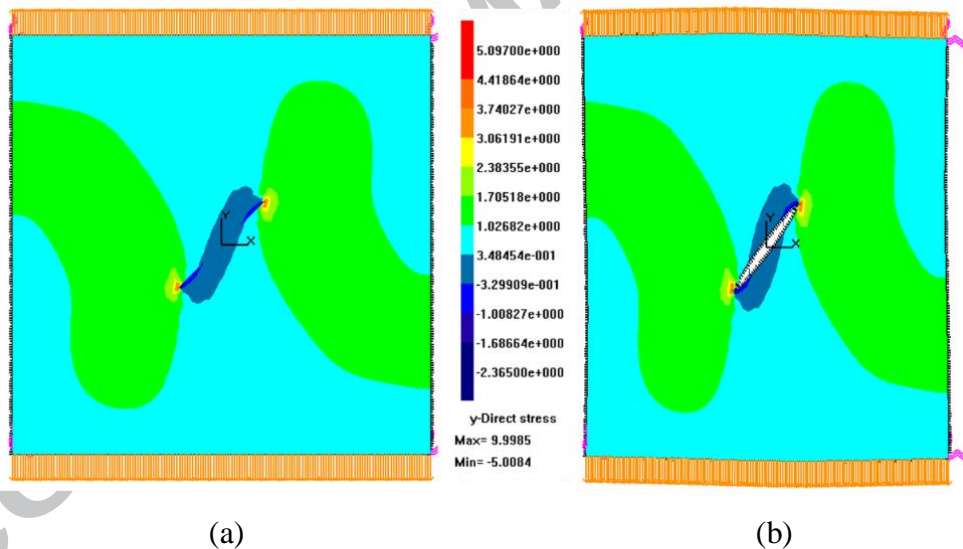 5.09700e+000
4.41864e+000
3.74027e+000
3.06191e+000
2.38355e+000
1.70518e+000
1.02682e+000
3.48454e-001
-3.29909e-001
-1.00827e+000
-1.68664e+000
-2.36500e+000
y-Direct stress
Max= 9.9985
Min= -5.0084
Y
X
Y
X
(a)
(b)